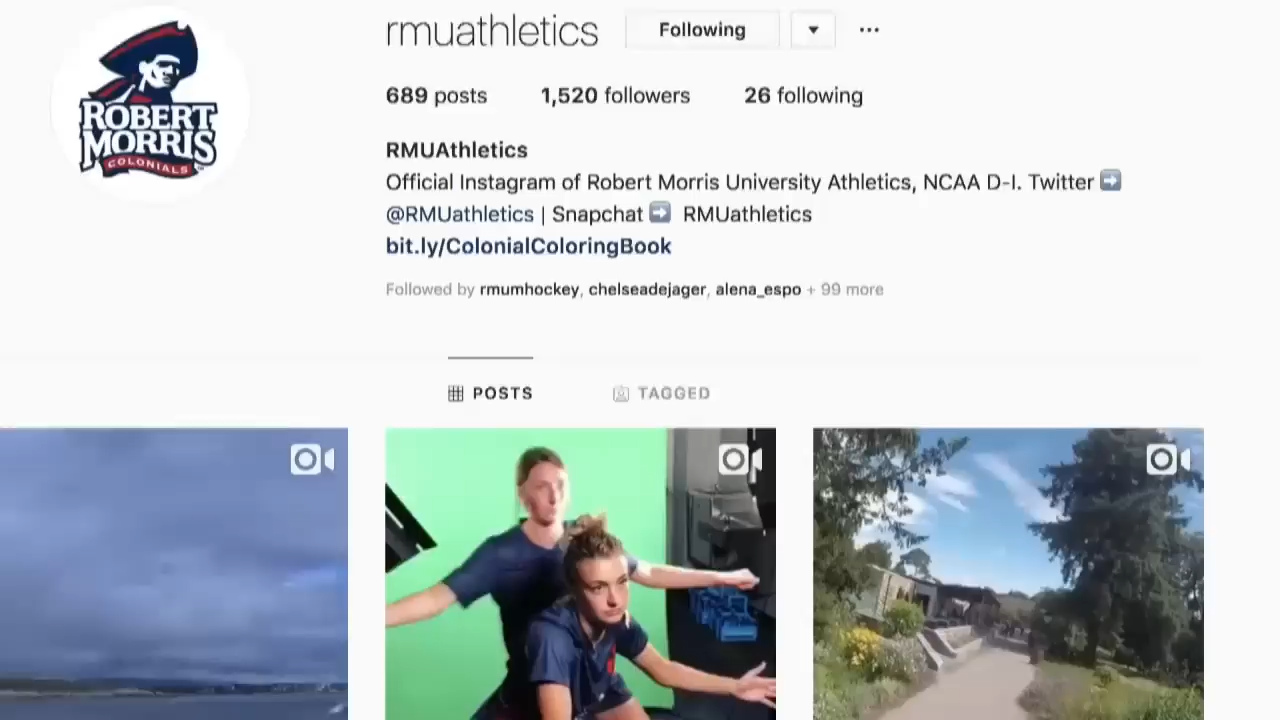 rmuathletics Following ▼ •••
689 posts 1,520 followers 26 following
RMUAthletics
Official Instagram of Robert Morris University Athletics, NCAA D-I. Twitter ➡️
@RMUathletics | Snapchat ➡️ RMUathletics
bit.ly/ColonialColoringBook
Followed by rmumhockey, chelseadejager, alena_espo + 99 more
ROBERT
MORRIS
COLONIALS
POSTS TAGGED